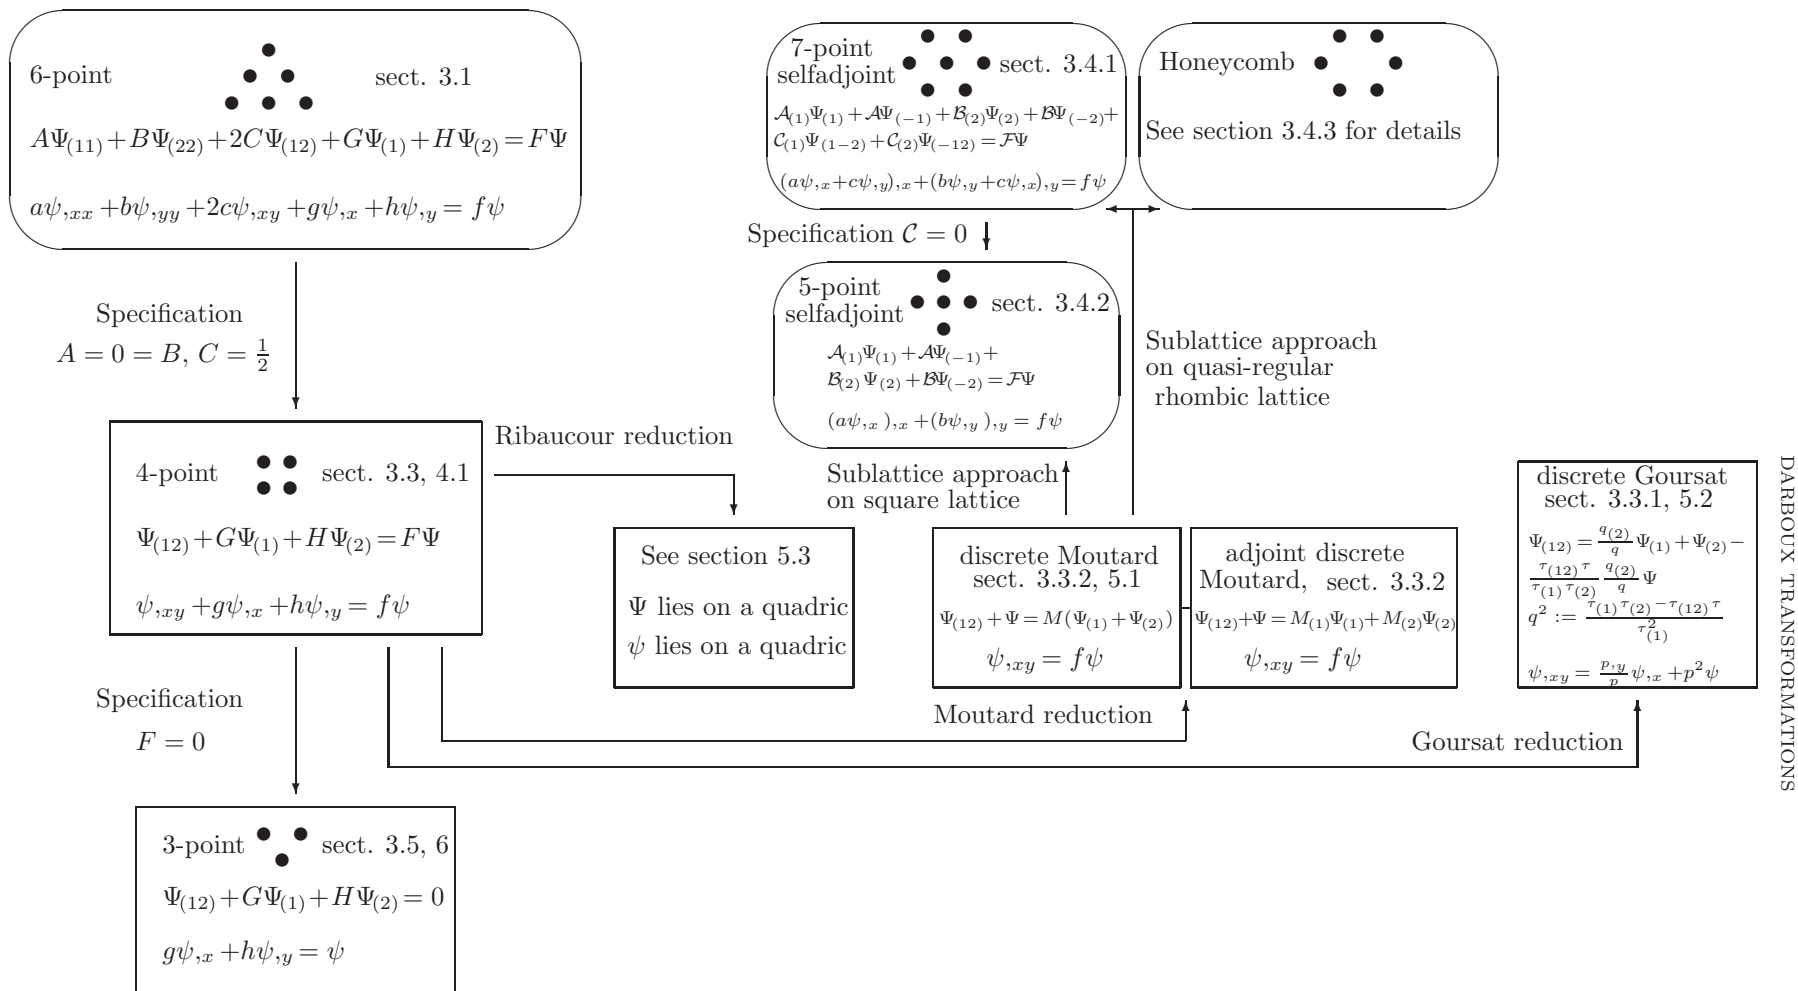 6-point sect. 3.1
AΨ(11)+BΨ(22)+2CΨ(12)+GΨ(1)+HΨ(2)=FΨ
aψ,xx +bψ,yy +2cψ,xy +gψ,x +hψ,y = fψ
7-point
selfadjoint sect. 3.4.1
𝒜(1)Ψ(1)+𝒜Ψ(−1)+ℬ(2)Ψ(2)+ℬΨ(−2)+
𝒞(1)Ψ(1−2)+𝒞(2)Ψ(−12)=ℱΨ
(aψ,x+cψ,y),x+(bψ,y+cψ,x),y=fψ
Honeycomb
See section 3.4.3 for details
Specification 𝒞 = 0
5-point
selfadjoint sect. 3.4.2
𝒜(1)Ψ(1)+𝒜Ψ(−1)+
ℬ(2)Ψ(2)+ℬΨ(−2)=ℱΨ
(aψ,x ),x +(bψ,y ),y = fψ
Specification
A = 0 = B, C = 1/2
Sublattice approach
on quasi-regular
rhombic lattice
Ribaucour reduction
4-point sect. 3.3, 4.1
Ψ(12)+GΨ(1)+HΨ(2)=FΨ
ψ,xy +gψ,x +hψ,y = fψ
Sublattice approach
on square lattice
See section 5.3
Ψ lies on a quadric
ψ lies on a quadric
discrete Moutard
sect. 3.3.2, 5.1
Ψ(12)+Ψ=M(Ψ(1)+Ψ(2))
ψ,xy = fψ
adjoint discrete
Moutard, sect. 3.3.2
Ψ(12)+Ψ=M(1)Ψ(1)+M(2)Ψ(2)
ψ,xy = fψ
discrete Goursat
sect. 3.3.1, 5.2
Ψ(12)= q(2)/q Ψ(1)+Ψ(2)−
τ(12)τ/τ(1)τ(2) q(2)/q Ψ
q² := τ(1)τ(2)−τ(12)τ/τ²(1)
ψ,xy = p,y/p ψ,x +p²ψ
DARBOUX TRANSFORMATIONS
Specification
F = 0
Moutard reduction
Goursat reduction
3-point sect. 3.5, 6
Ψ(12)+GΨ(1)+HΨ(2)= 0
gψ,x +hψ,y = ψ